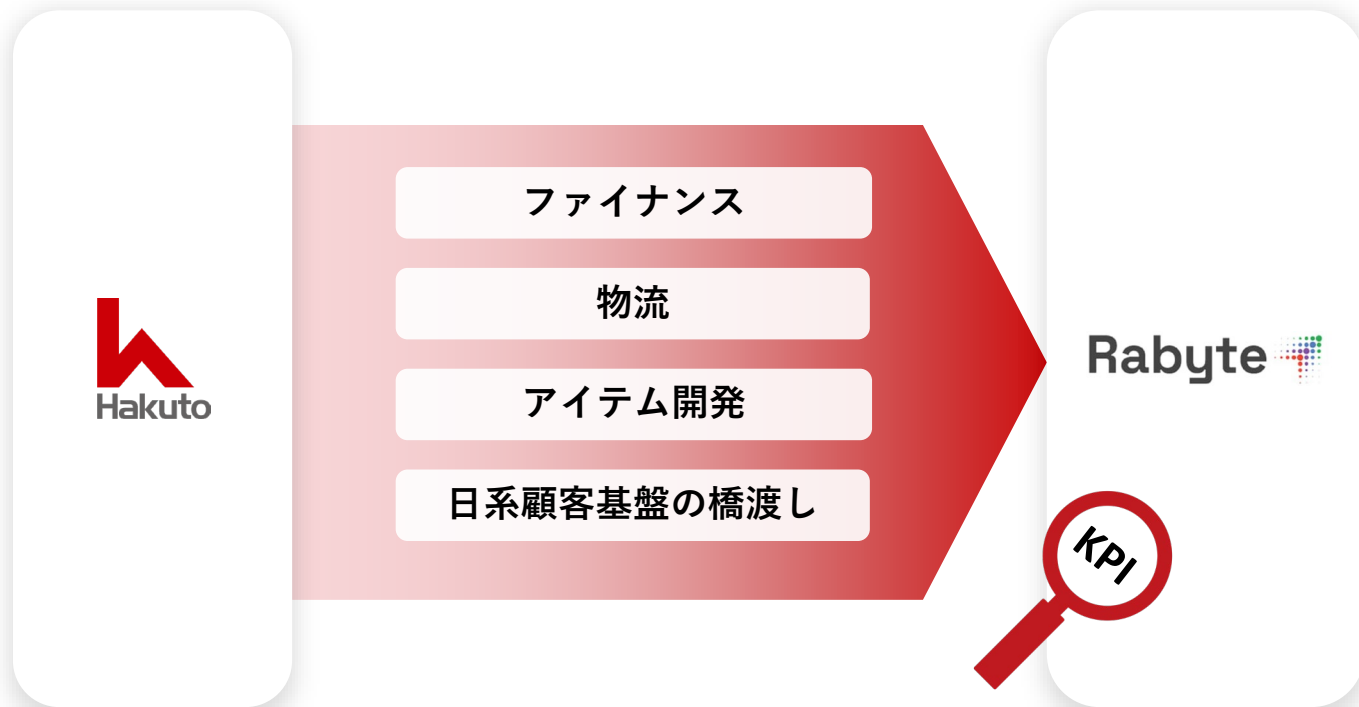 Hakuto
ファイナンス
物流
アイテム開発
日系顧客基盤の橋渡し
Rabyte
KPI